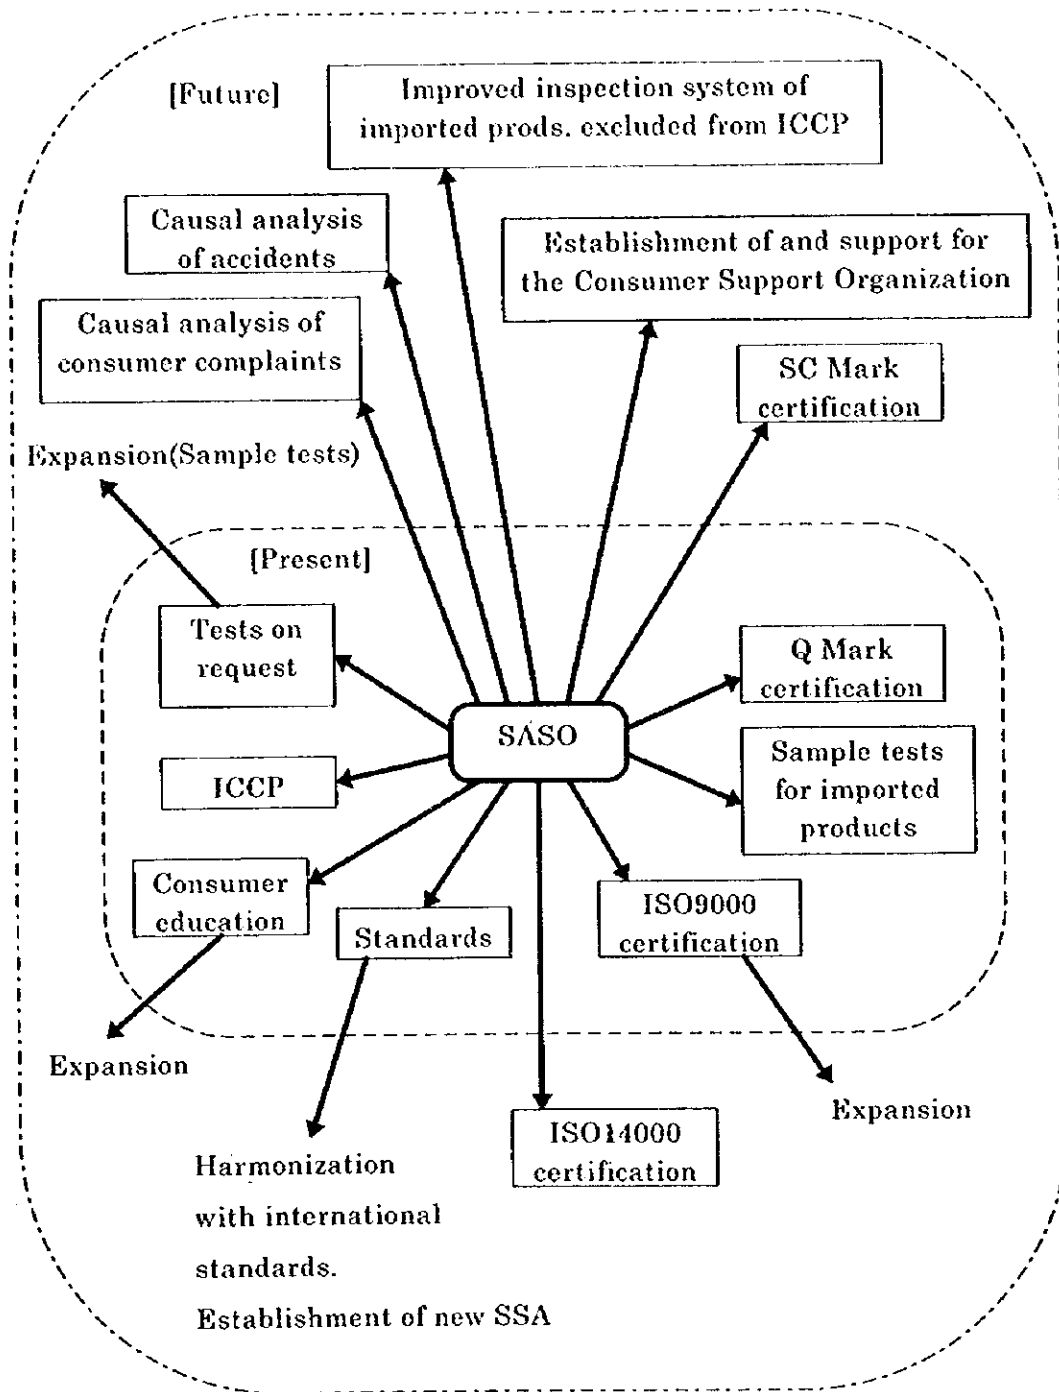 [Future]
Improved inspection system of
imported prods. excluded from ICCP
Causal analysis
of accidents
Establishment of and support for
the Consumer Support Organization
Causal analysis of
consumer complaints
SC Mark
certification
Expansion(Sample tests)
[Present]
Tests on
request
Q Mark
certification
SASO
ICCP
Sample tests
for imported
products
Consumer
education
Standards
ISO9000
certification
Expansion
Expansion
ISO14000
certification
Harmonization
with international
standards.
Establishment of new SSA